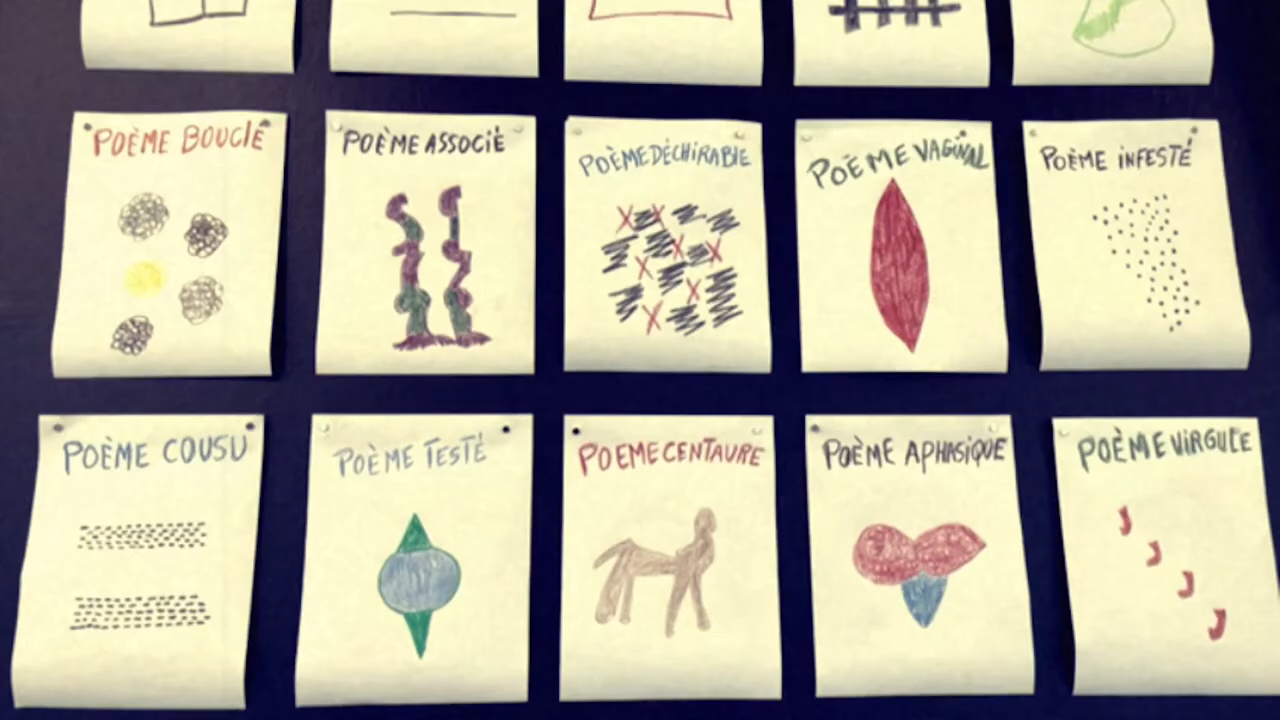 POÈME BOUCLÉ
POÈME ASSOCIÉ
POÈME DÉCHiRABLE
POÈME VAGiNAL
POÈME iNFESTÉ
POÈME COUSU
POÈME TESTÉ
POEME CENTAURE
POÈME APHASiQUE
POÈME ViRGULE